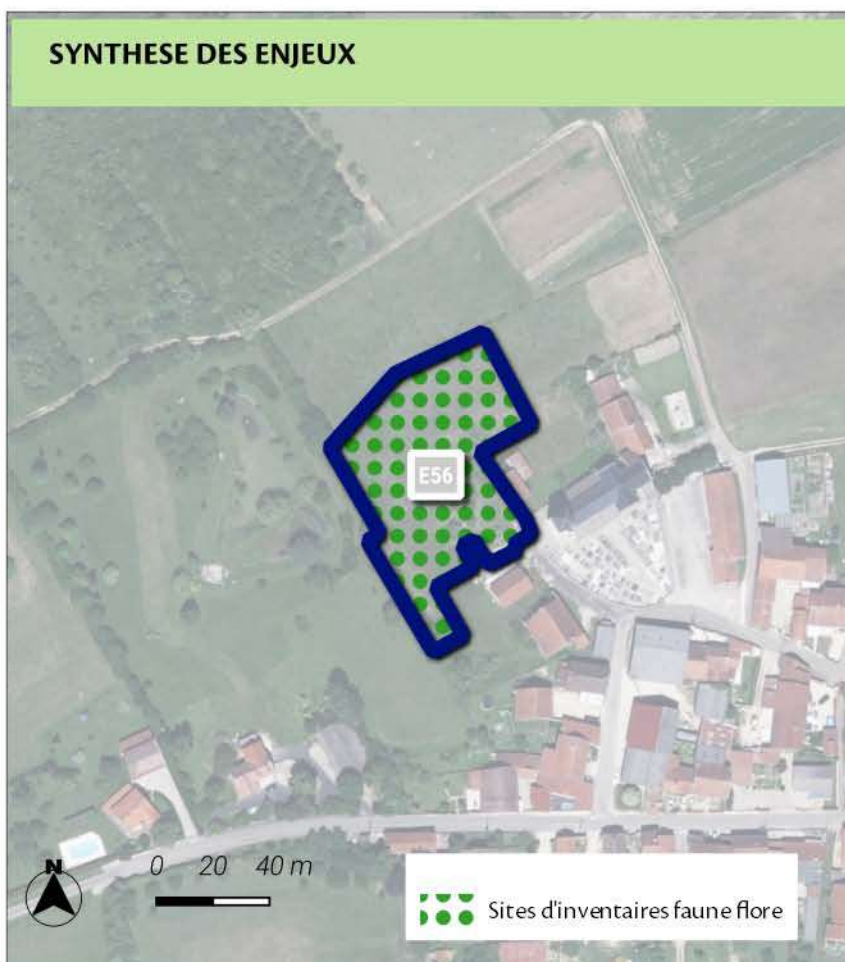 SYNTHESE DES ENJEUX
E56
N
0 20 40 m
Sites d'inventaires faune flore